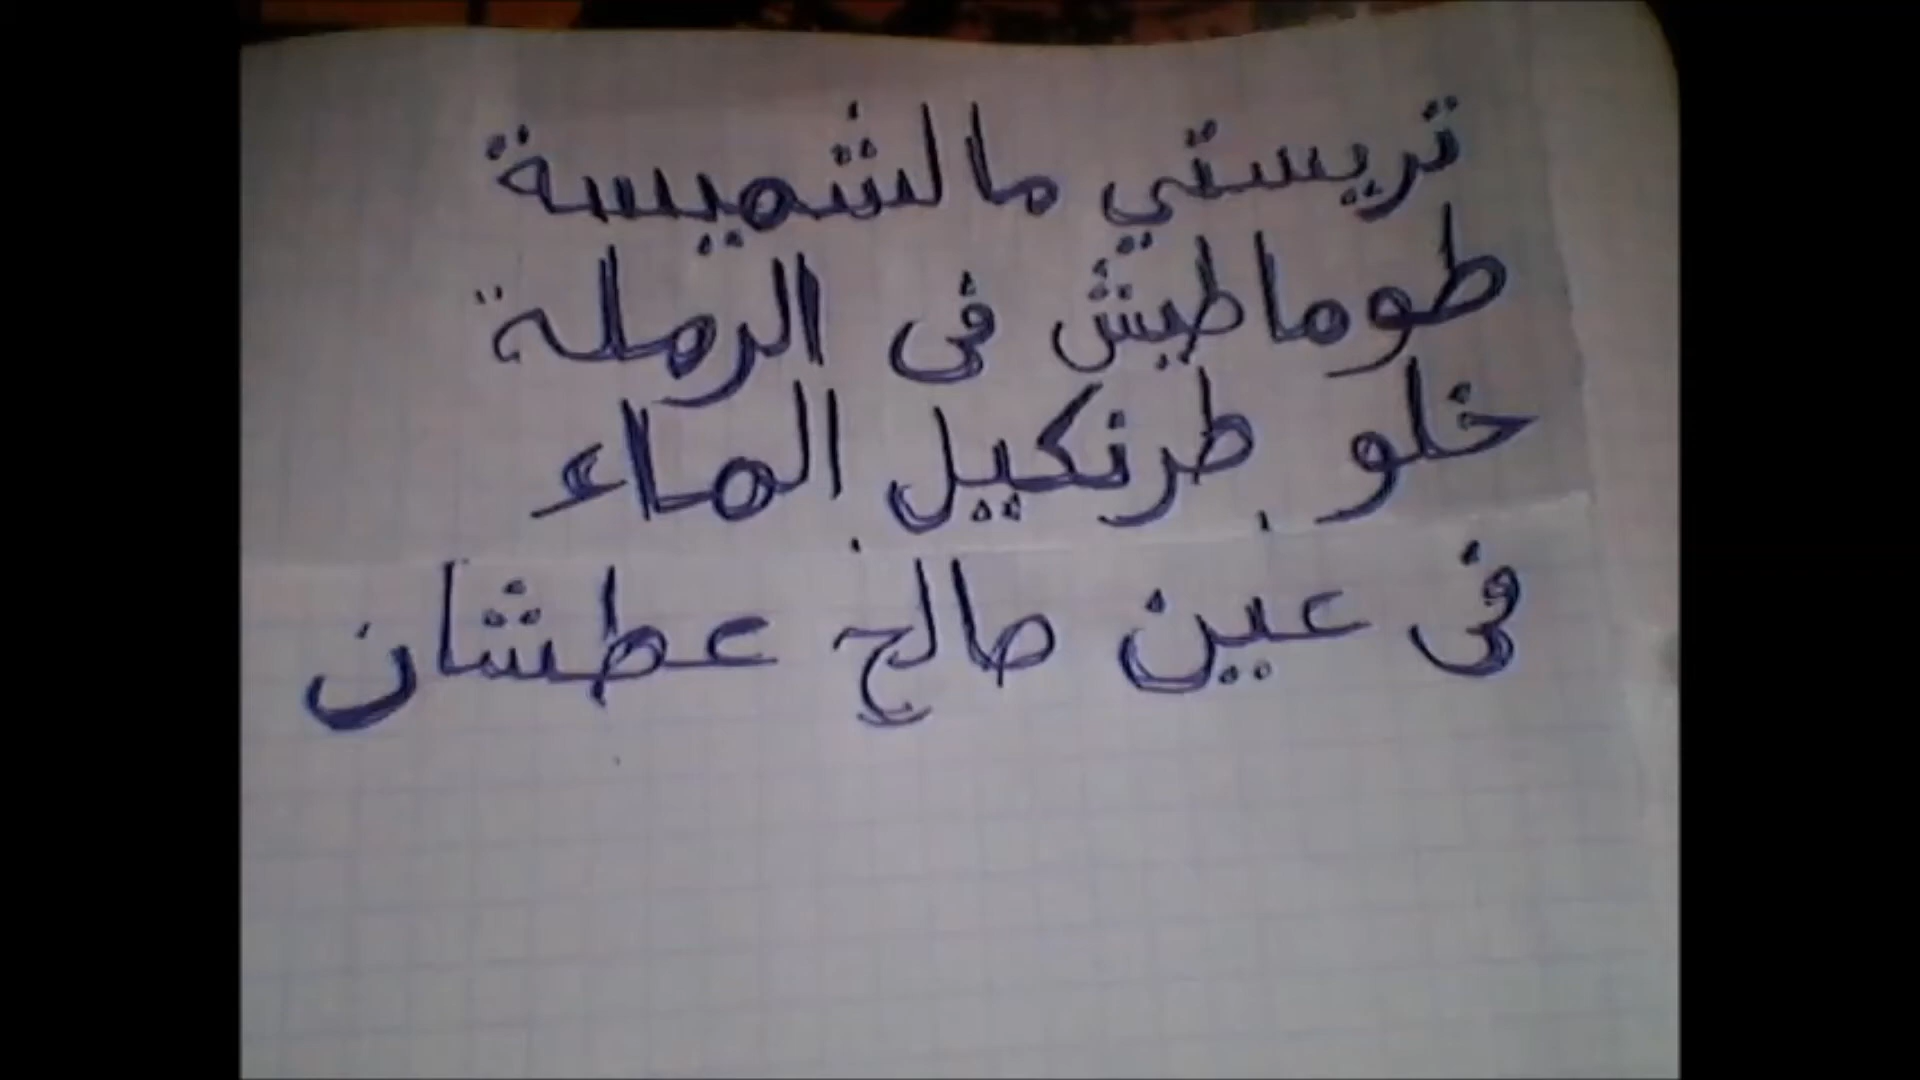 تريستي مالشميسة
طوماطيش في الرملة
خلو طرنكيل الماء
في عين صالح عطشان